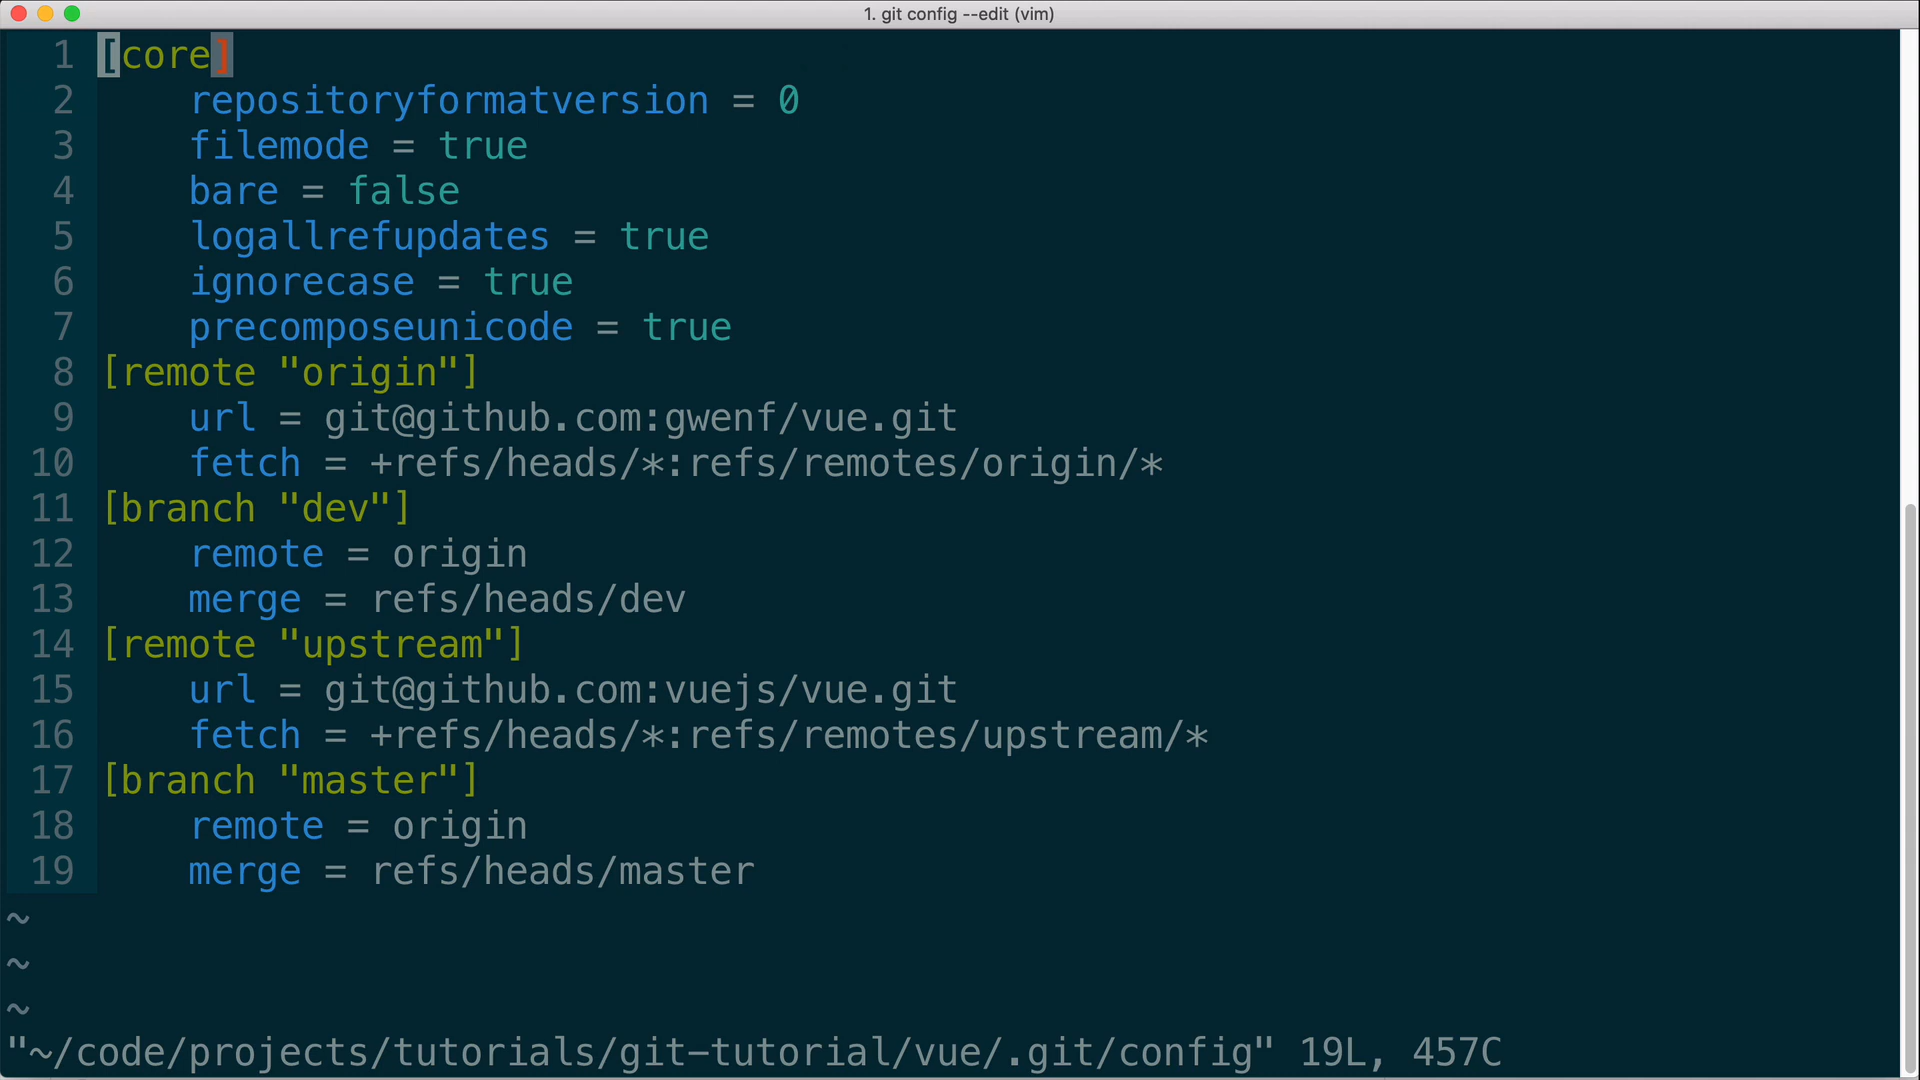 1. git config --edit (vim)
1 [core]
2 repositoryformatversion = 0
3 filemode = true
4 bare = false
5 logallrefupdates = true
6 ignorecase = true
7 precomposeunicode = true
8 [remote "origin"]
9 url = git@github.com:gwenf/vue.git
10 fetch = +refs/heads/*:refs/remotes/origin/*
11 [branch "dev"]
12 remote = origin
13 merge = refs/heads/dev
14 [remote "upstream"]
15 url = git@github.com:vuejs/vue.git
16 fetch = +refs/heads/*:refs/remotes/upstream/*
17 [branch "master"]
18 remote = origin
19 merge = refs/heads/master
~
~
~
"~/code/projects/tutorials/git-tutorial/vue/.git/config" 19L, 457C